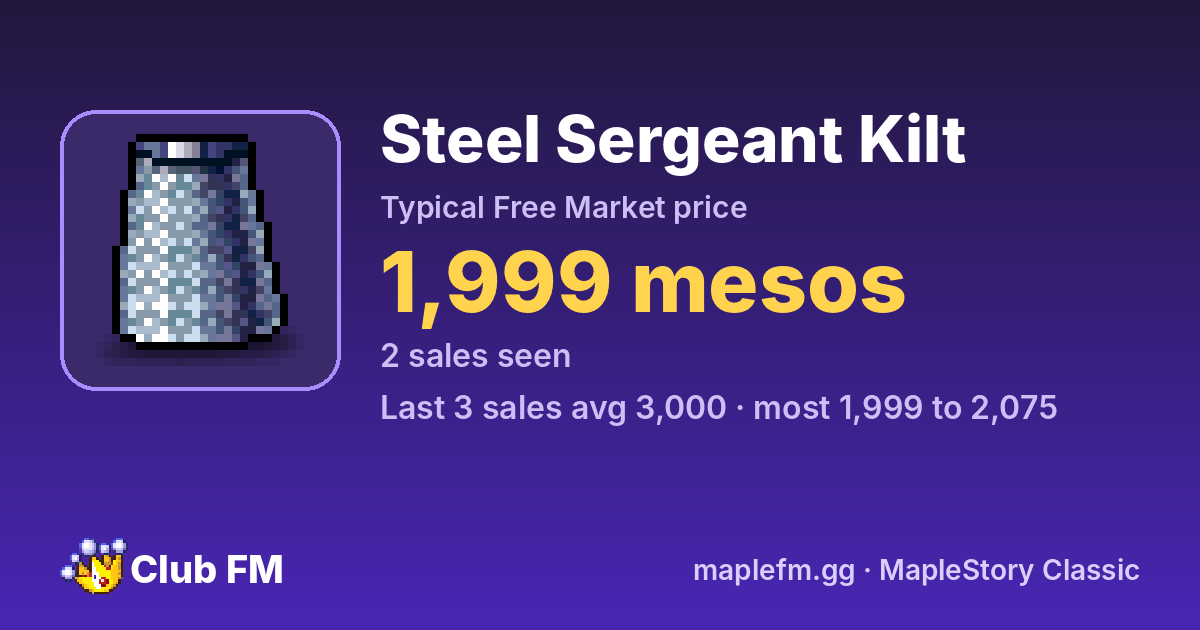 Steel Sergeant Kilt
Typical Free Market price
1,999 mesos
2 sales seen
Last 3 sales avg 3,000 · most 1,999 to 2,075
Club FM
maplefm.gg · MapleStory Classic